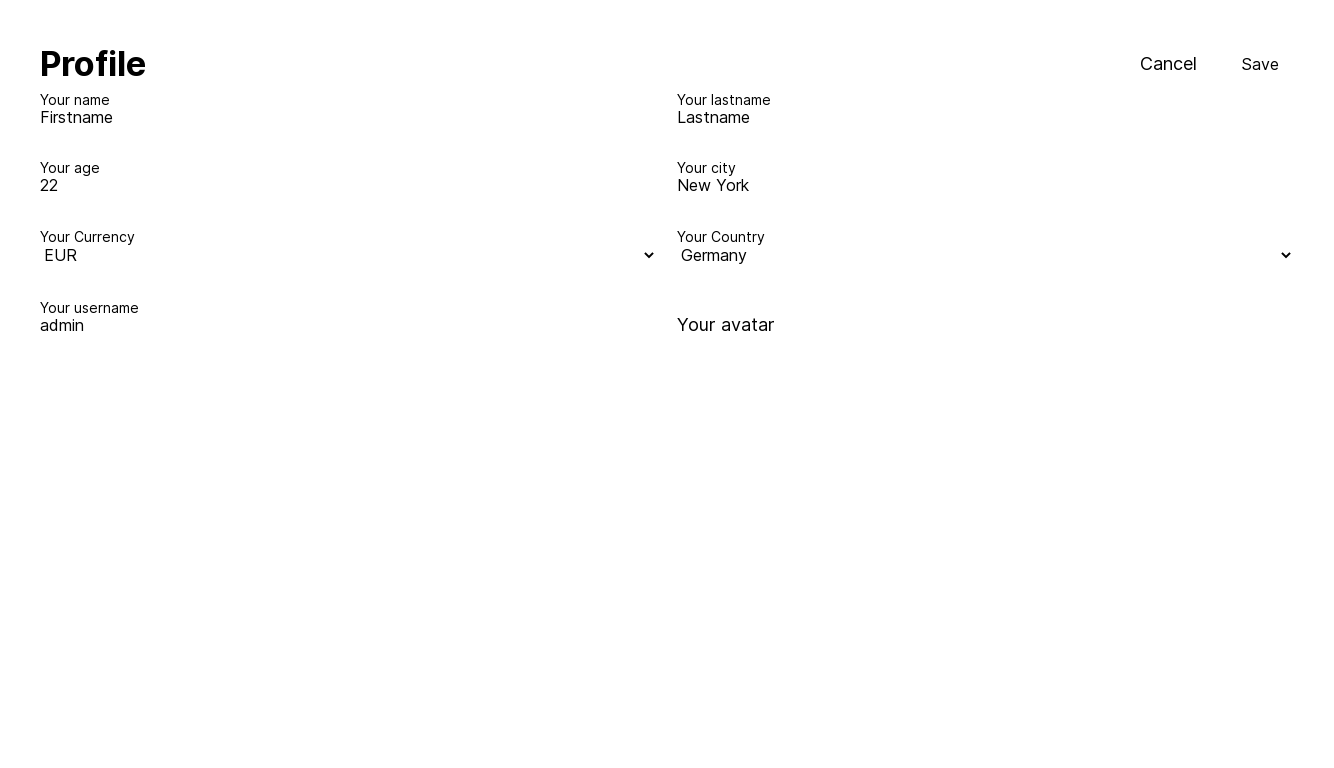 Profile
Cancel
Save
Your name
Firstname
Your lastname
Lastname
Your age
22
Your city
New York
Your Currency
EUR
Your Country
Germany
Your username
admin
Your avatar